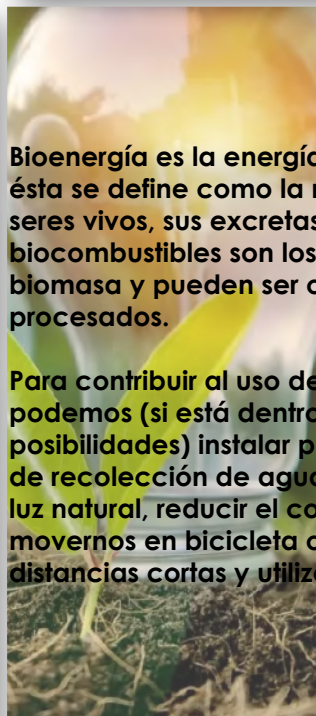 Bioenergía es la energía
ésta se define como la
seres vivos, sus excretas
biocombustibles son los
biomasa y pueden ser
procesados.
Para contribuir al uso de
podemos (si está dentro
posibilidades) instalar
de recolección de agua
luz natural, reducir el
movernos en bicicleta
distancias cortas y